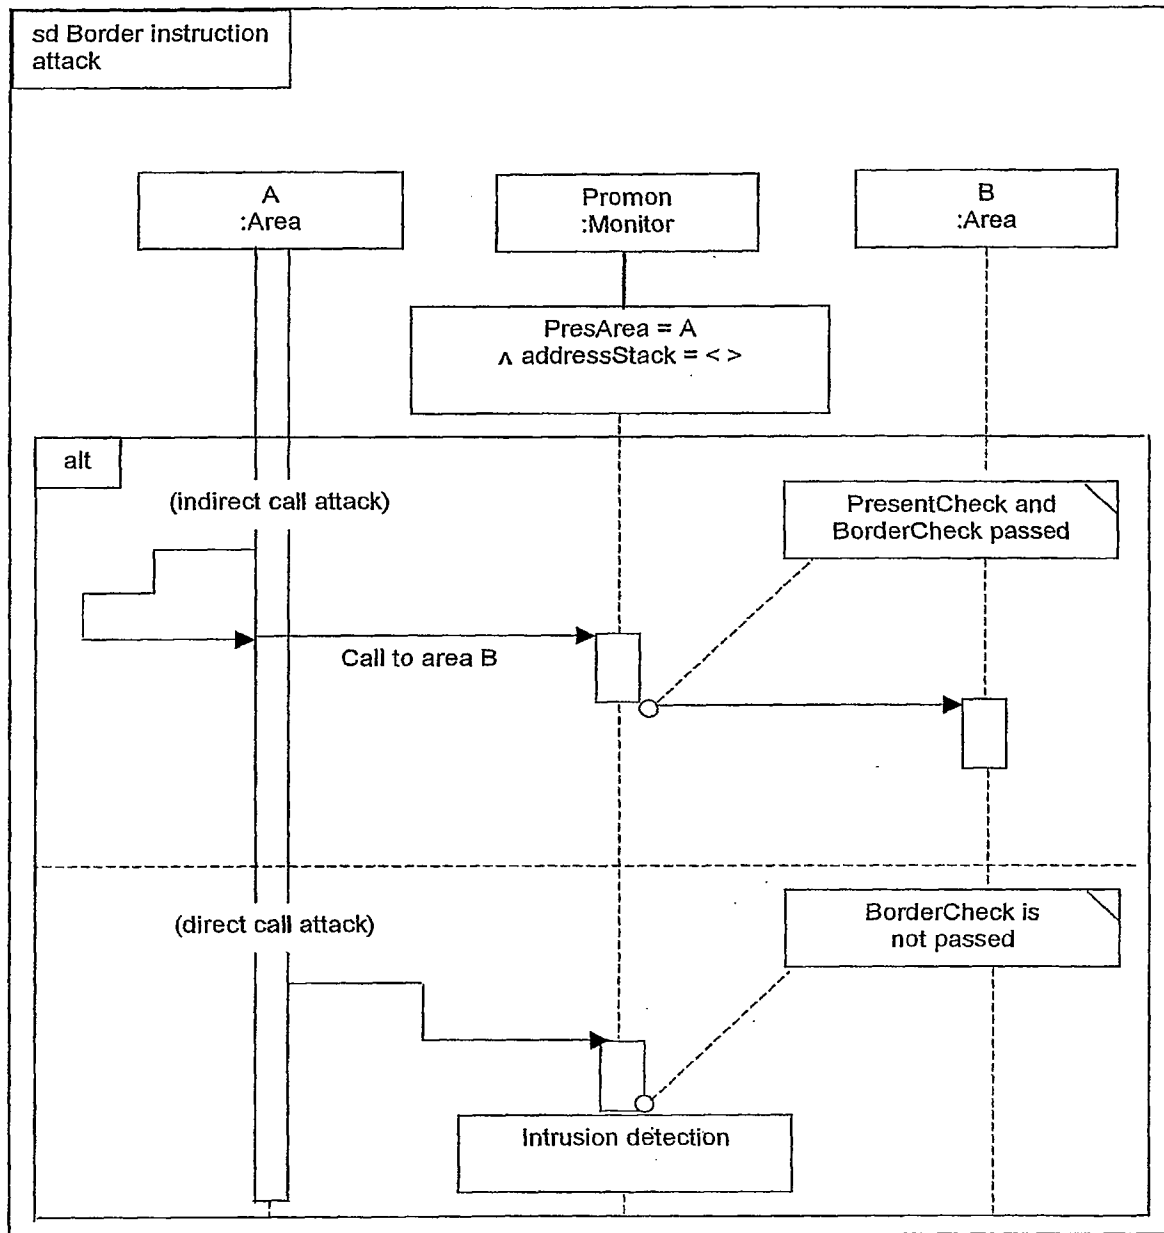 sd Border instruction
attack
A
:Area
Promon
:Monitor
B
:Area
PresArea = A
∧ addressStack = < >
alt
(indirect call attack)
PresentCheck and
BorderCheck passed
Call to area B
(direct call attack)
BorderCheck is
not passed
Intrusion detection